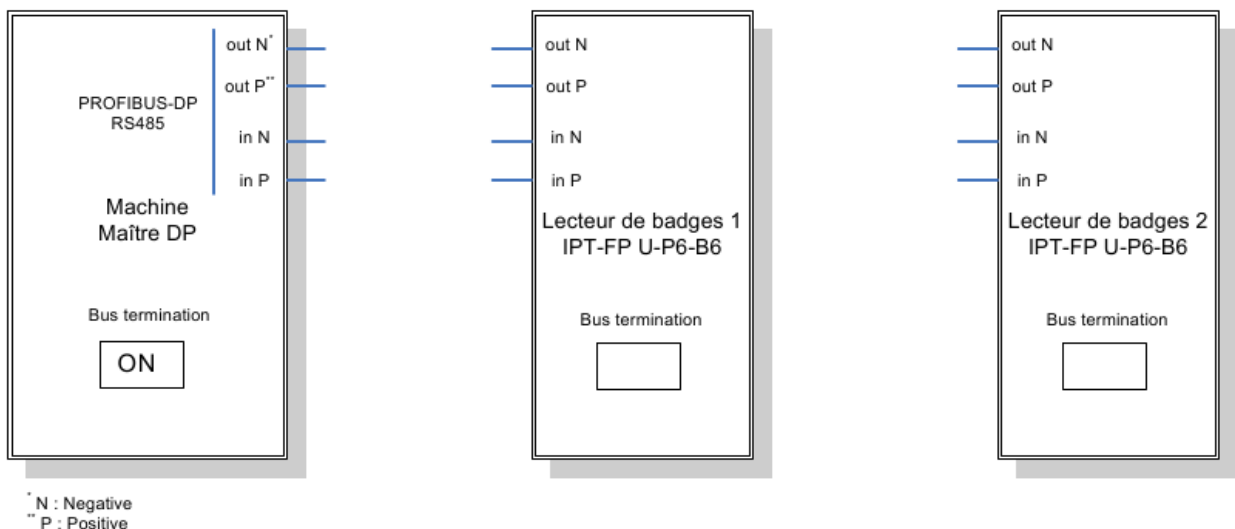 PROFIBUS-DP
RS485
out N*
out P**
in N
in P
Machine
Maître DP
Bus termination
ON
out N
out P
in N
in P
Lecteur de badges 1
IPT-FP U-P6-B6
Bus termination
out N
out P
in N
in P
Lecteur de badges 2
IPT-FP U-P6-B6
Bus termination
* N : Negative
** P : Positive